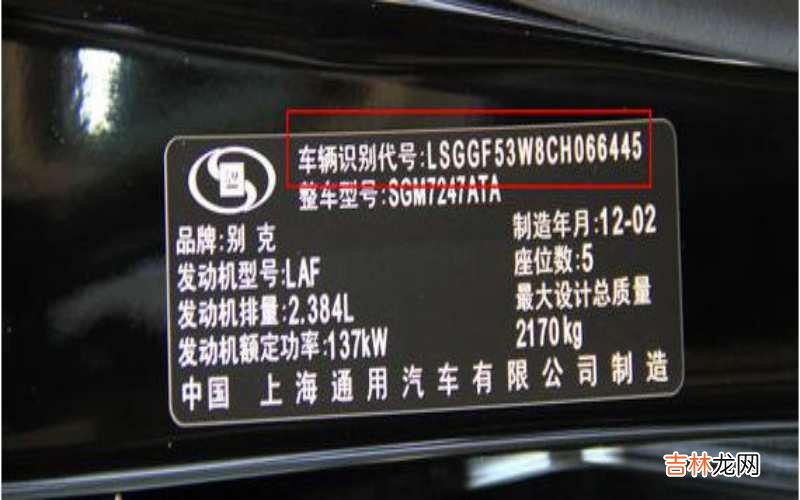 车辆识别代号:LSGGF53W8CH066445
整车型号:SGM7247ATA
品牌:别克
制造年月:12-02
发动机型号:LAF
座位数:5
发动机排量:2.384L
最大设计总质量
发动机额定功率:137kW
2170kg
中国 上海通用汽车有限公司制造
吉林龙网